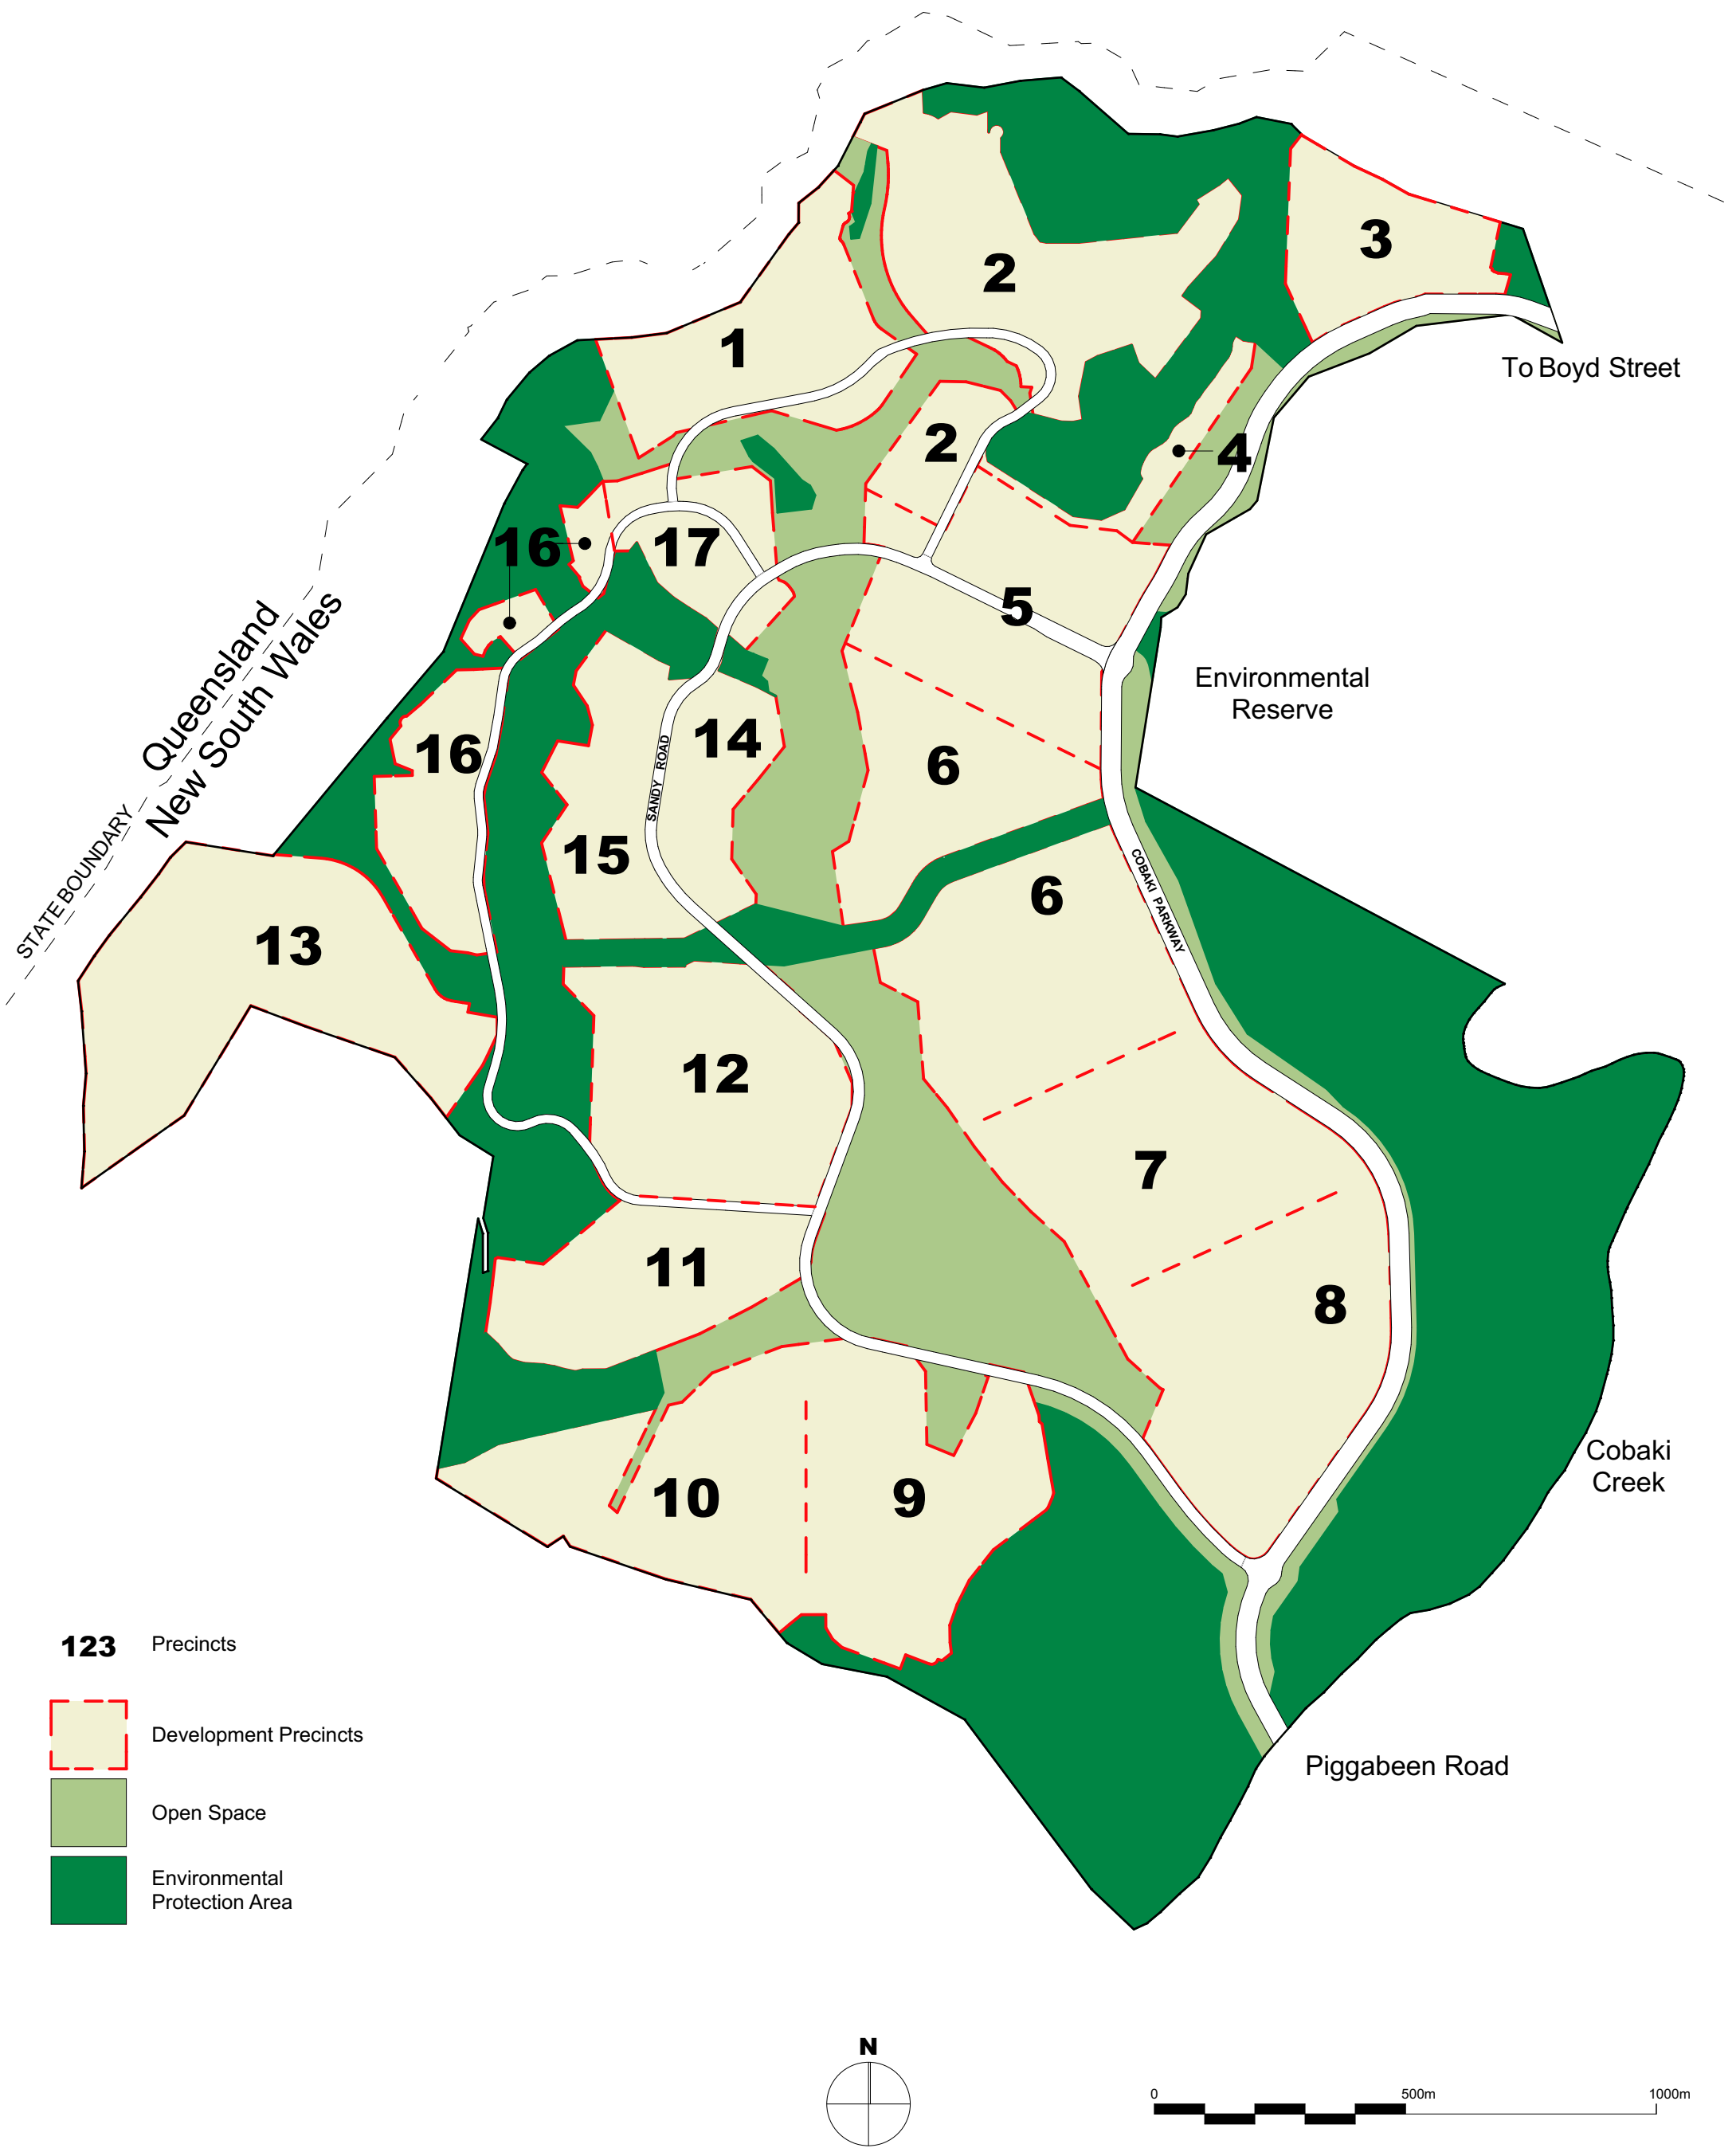 3
2
To Boyd Street
1
2
4
16
17
5
Queensland
New South Wales
STATE BOUNDARY
Environmental
Reserve
16
14
SANDY ROAD
6
15
COBAKI PARKWAY
6
13
12
7
11
8
Cobaki
Creek
10
9
123
Precincts
Development Precincts
Piggabeen Road
Open Space
Environmental
Protection Area
N
0
500m
1000m